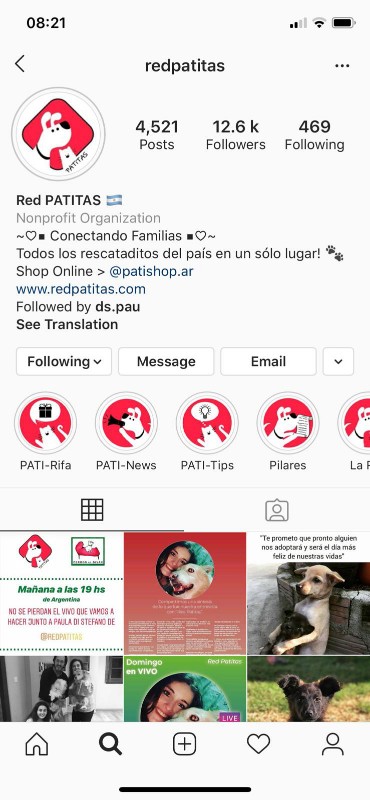 08:21
redpatitas
PATITAS
4,521
Posts
12.6 k
Followers
469
Following
Red PATITAS 🇦🇷
Nonprofit Organization
~♡■ Conectando Familias ■♡~
Todos los rescataditos del país en un sólo lugar! 🐾
Shop Online > @patishop.ar
www.redpatitas.com
Followed by ds.pau
See Translation
Following
Message
Email
PATI-Rifa
PATI-News
PATI-Tips
Pilares
La R
Mañana a las 19 hs
de Argentina
NO SE PIERDAN EL VIVO QUE VAMOS A
HACER JUNTO A PAULA DI STEFANO DE
@REDPATITAS
"Te prometo que pronto alguien
nos adoptará y será el día más
feliz de nuestras vidas"
Domingo
en VIVO
Red Patitas
LIVE